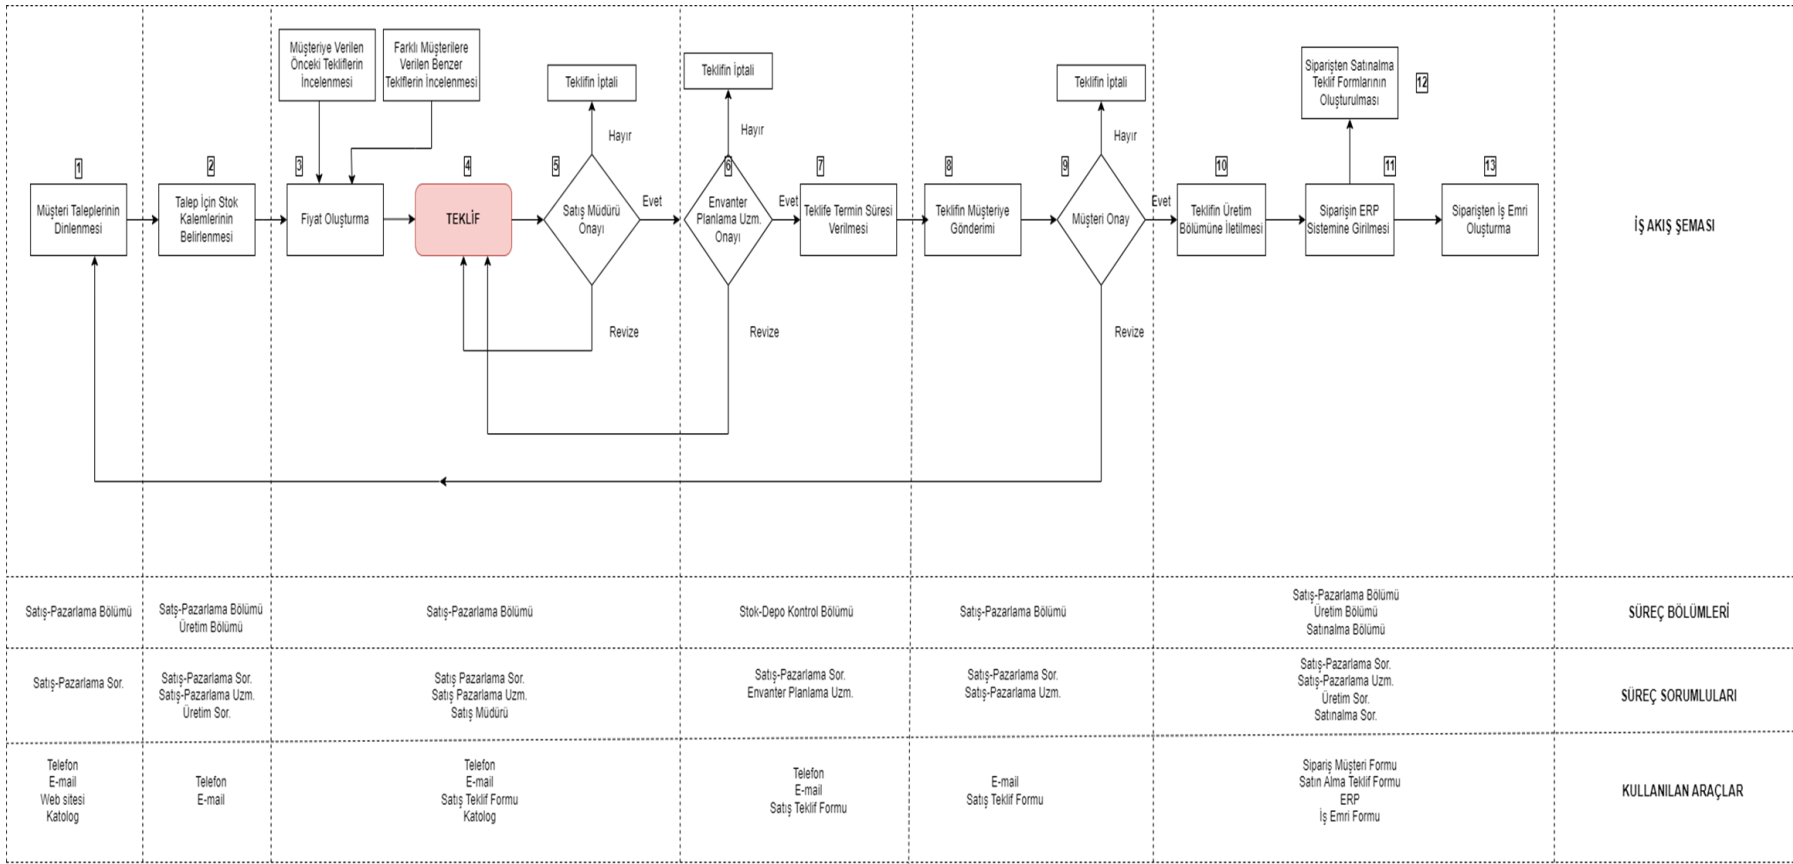 Müşteriye Verilen
Önceki Tekliflerin
İncelenmesi
Farklı Müşterilere
Verilen Benzer
Tekliflerin İncelenmesi
Teklifin İptali
Teklifin İptali
Teklifin İptali
Siparişten Satınalma
Teklif Formlarının
Oluşturulması
12
Hayır
Hayır
Hayır
1
2
3
4
5
6
7
8
9
10
11
13
Müşteri Taleplerinin
Dinlenmesi
Talep İçin Stok
Kalemlerinin
Belirlenmesi
Fiyat Oluşturma
TEKLİF
Satış Müdürü
Onayı
Evet
Envanter
Planlama Uzm.
Onayı
Evet
Teklife Termin Süresi
Verilmesi
Teklifin Müşteriye
Gönderimi
Müşteri Onay
Evet
Teklifin Üretim
Bölümüne İletilmesi
Siparişin ERP
Sistemine Girilmesi
Siparişten İş Emri
Oluşturma
İŞ AKIŞ ŞEMASI
Revize
Revize
Revize
Satış-Pazarlama Bölümü
Satş-Pazarlama Bölümü
Üretim Bölümü
Satış-Pazarlama Bölümü
Stok-Depo Kontrol Bölümü
Satış-Pazarlama Bölümü
Satış-Pazarlama Bölümü
Üretim Bölümü
Satınalma Bölümü
SÜREÇ BÖLÜMLERİ
Satış-Pazarlama Sor.
Satış-Pazarlama Sor.
Satış-Pazarlama Uzm.
Üretim Sor.
Satış Pazarlama Sor.
Satış Pazarlama Uzm.
Satış Müdürü
Satış-Pazarlama Sor.
Envanter Planlama Uzm.
Satış-Pazarlama Sor.
Satış-Pazarlama Uzm.
Satış-Pazarlama Sor.
Satış-Pazarlama Uzm.
Üretim Sor.
Satınalma Sor.
SÜREÇ SORUMLULARI
Telefon
E-mail
Web sitesi
Katolog
Telefon
E-mail
Telefon
E-mail
Satış Teklif Formu
Katolog
Telefon
E-mail
Satış Teklif Formu
E-mail
Satış Teklif Formu
Sipariş Müşteri Formu
Satın Alma Teklif Formu
ERP
İş Emri Formu
KULLANILAN ARAÇLAR